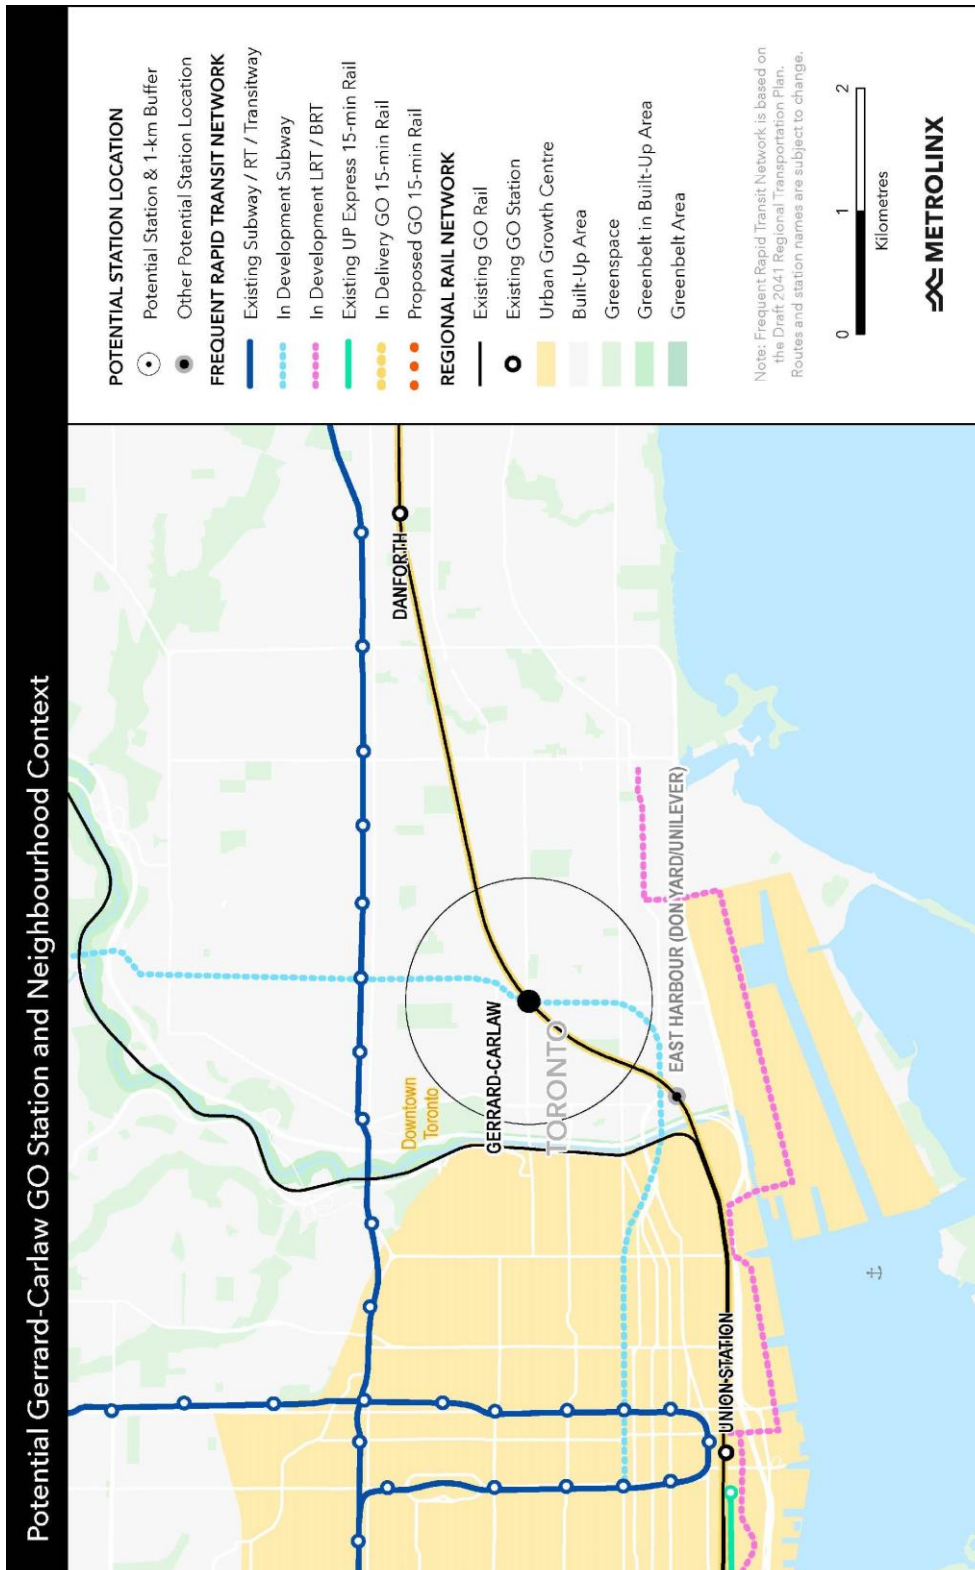 Potential Gerrard-Carlaw GO Station and Neighbourhood Context
POTENTIAL STATION LOCATION
Potential Station & 1-km Buffer
Other Potential Station Location
FREQUENT RAPID TRANSIT NETWORK
Existing Subway / RT / Transitway
In Development Subway
In Development LRT / BRT
Existing UP Express 15-min Rail
In Delivery GO 15-min Rail
Proposed GO 15-min Rail
REGIONAL RAIL NETWORK
Existing GO Rail
Existing GO Station
Urban Growth Centre
Built-Up Area
Greenspace
Greenbelt in Built-Up Area
Greenbelt Area
Note: Frequent Rapid Transit Network is based on
the Draft 2041 Regional Transportation Plan.
Routes and station names are subject to change.
0 1 2
Kilometres
METROLINX
DANFORTH
Downtown
Toronto
GERRARD-CARLAW
TORONTO
EAST HARBOUR (DON YARD/UNILEVER)
UNION STATION